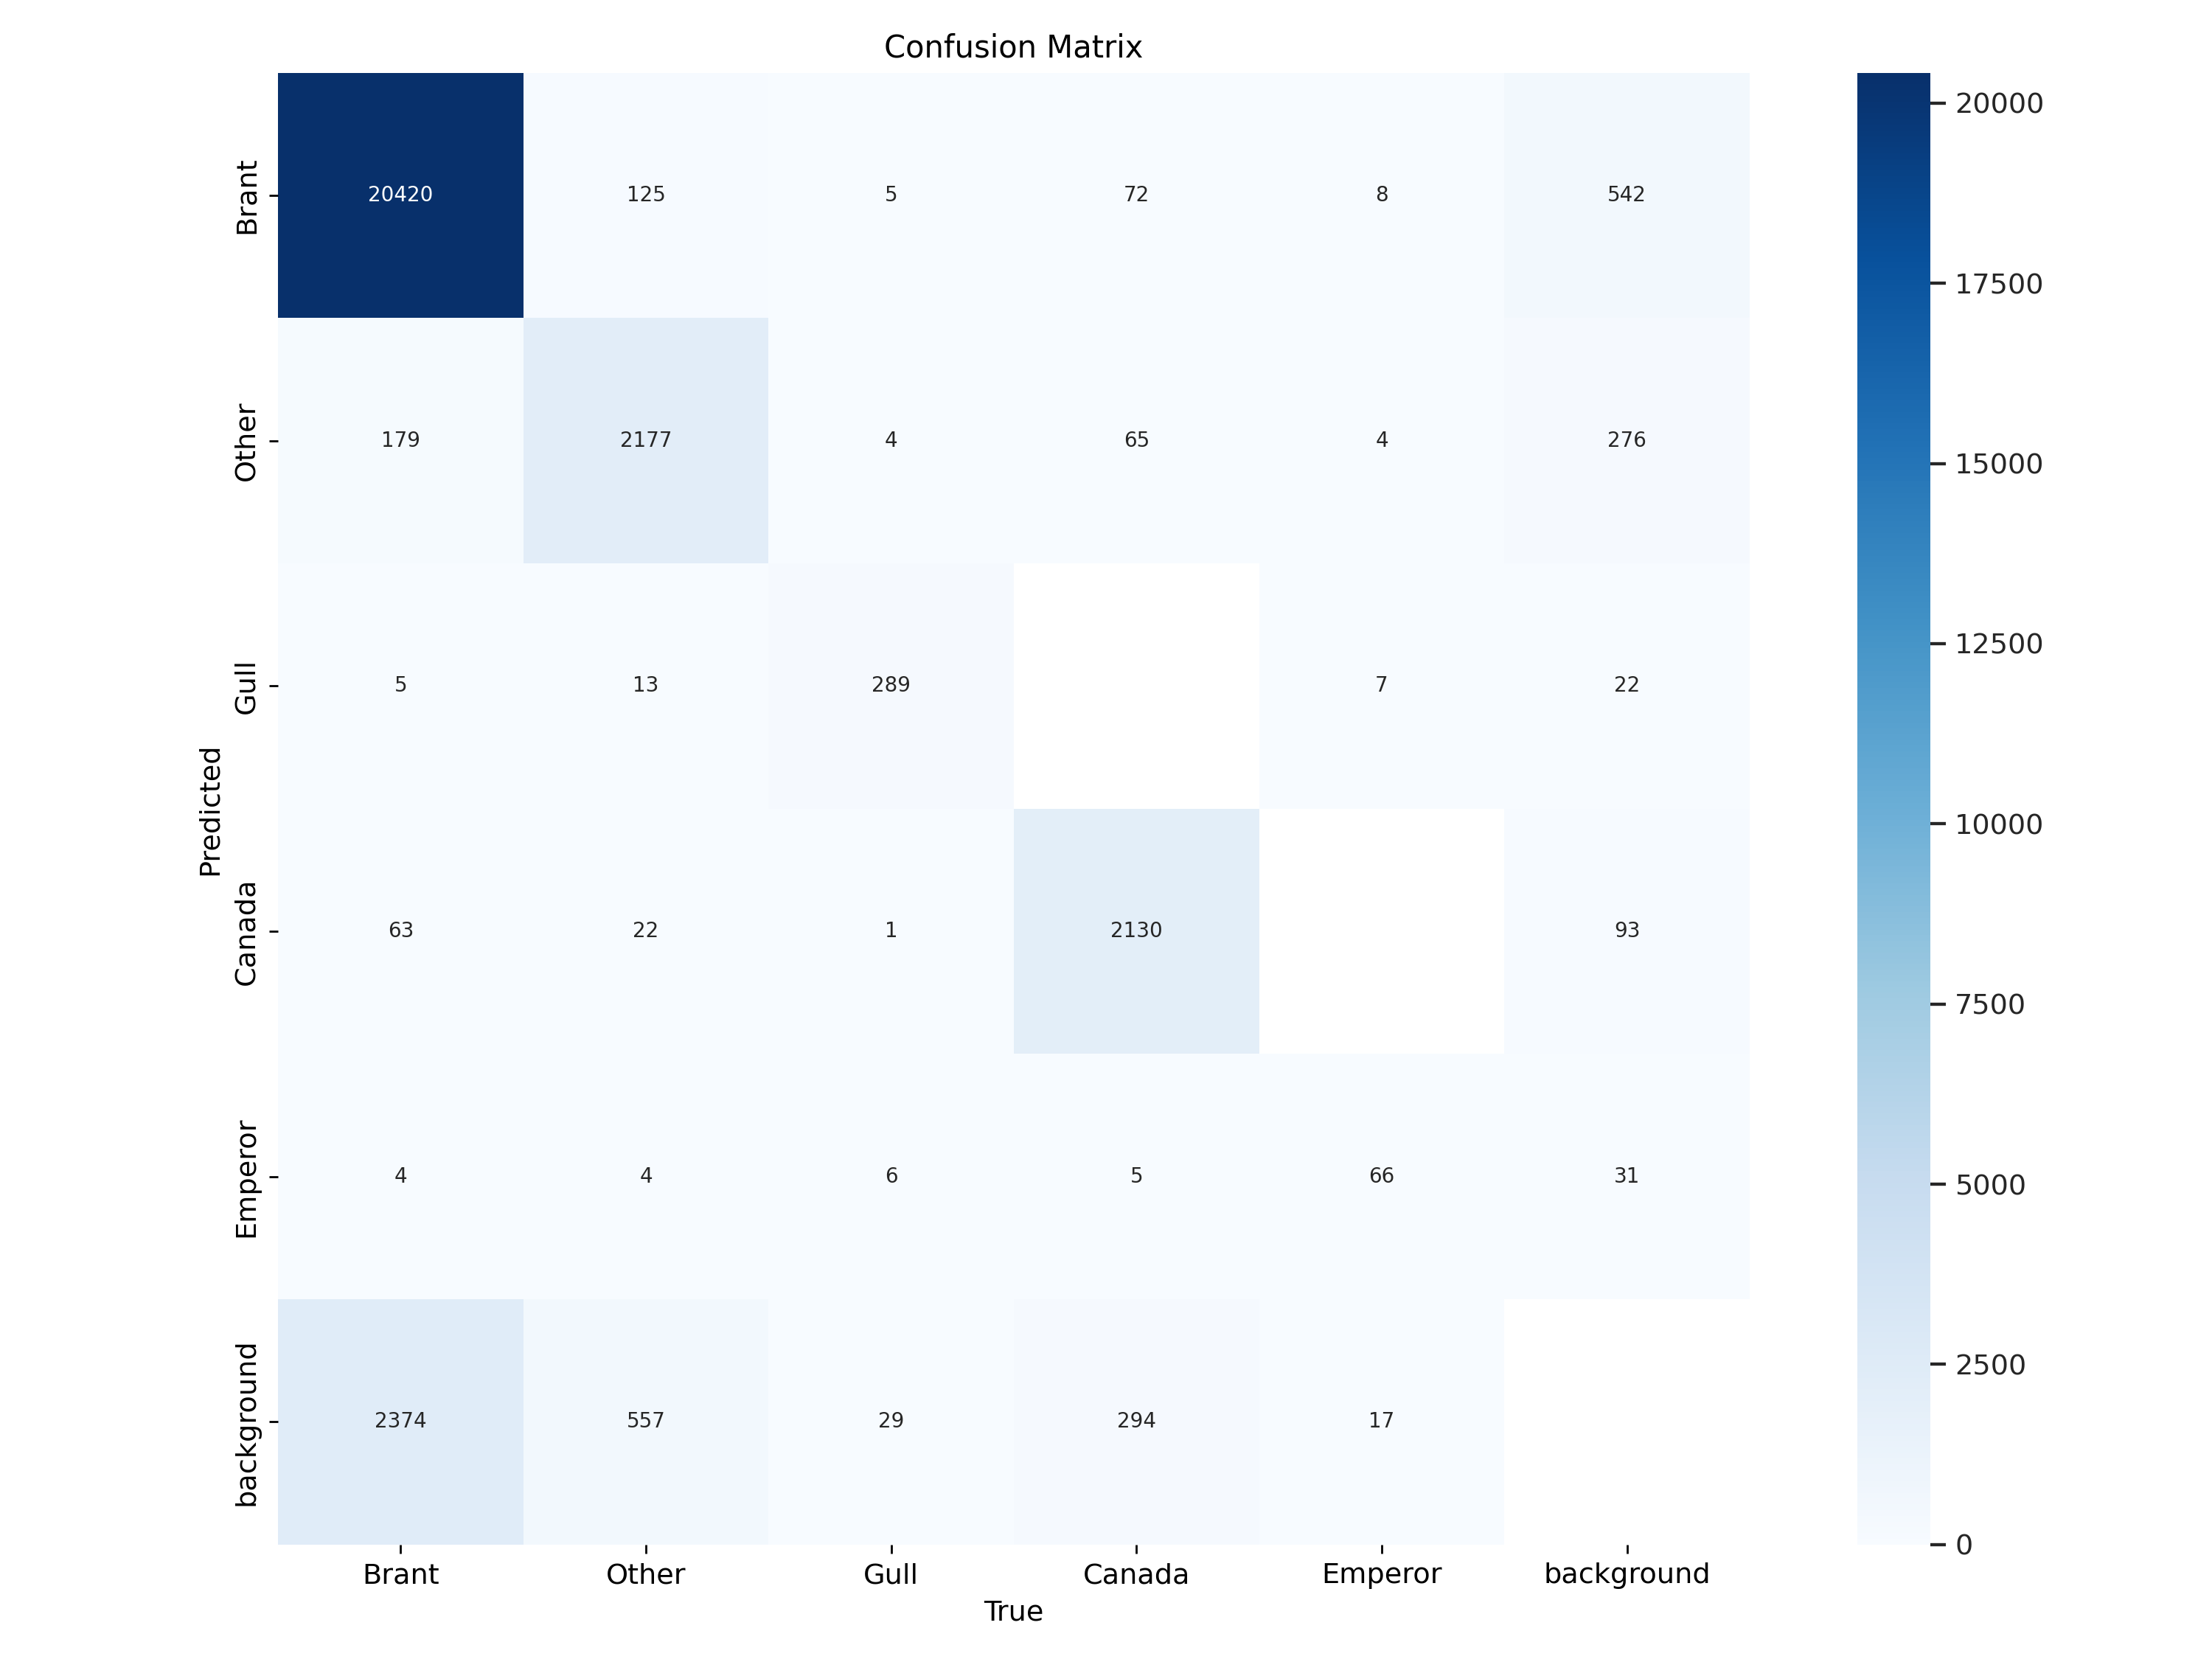 Confusion Matrix
Predicted
Brant 20420 125 5 72 8 542
Other 179 2177 4 65 4 276
Gull 5 13 289 7 22
Canada 63 22 1 2130 93
Emperor 4 4 6 5 66 31
background 2374 557 29 294 17
Brant Other Gull Canada Emperor background
True
20000
17500
15000
12500
10000
7500
5000
2500
0